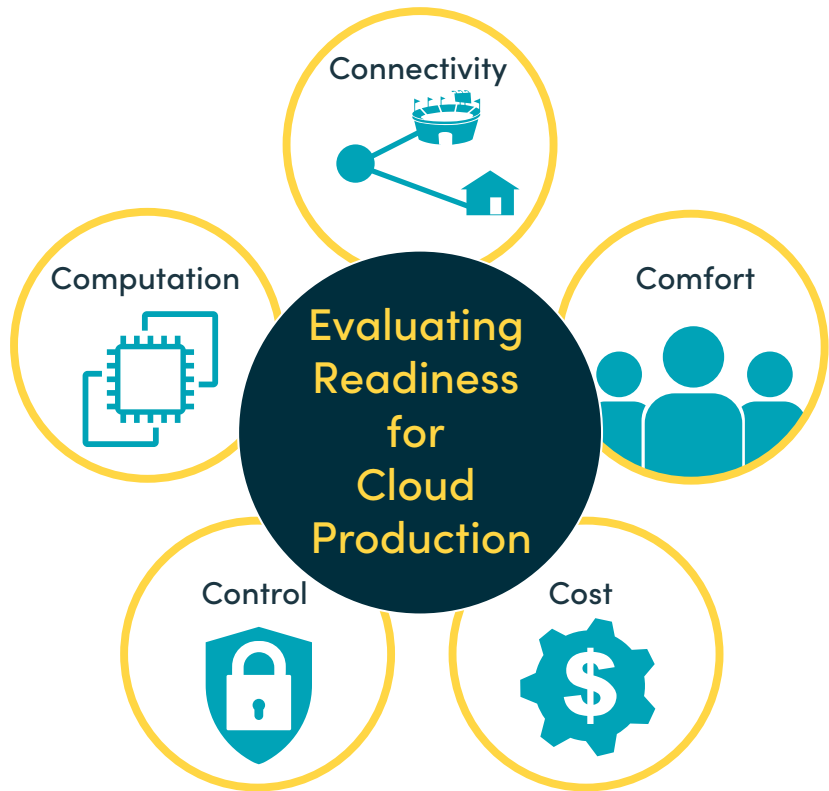 Connectivity
Computation
Comfort
Evaluating
Readiness
for
Cloud
Production
Control
Cost
$